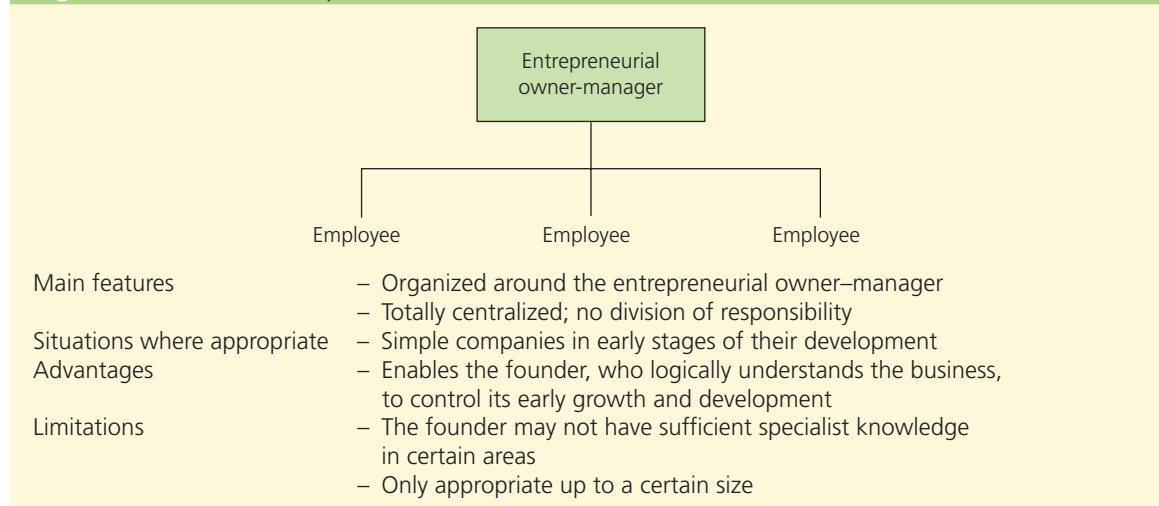 Entrepreneurial
owner-manager
Employee Employee Employee
Main features – Organized around the entrepreneurial owner–manager
– Totally centralized; no division of responsibility
Situations where appropriate – Simple companies in early stages of their development
Advantages – Enables the founder, who logically understands the business,
to control its early growth and development
Limitations – The founder may not have sufficient specialist knowledge
in certain areas
– Only appropriate up to a certain size